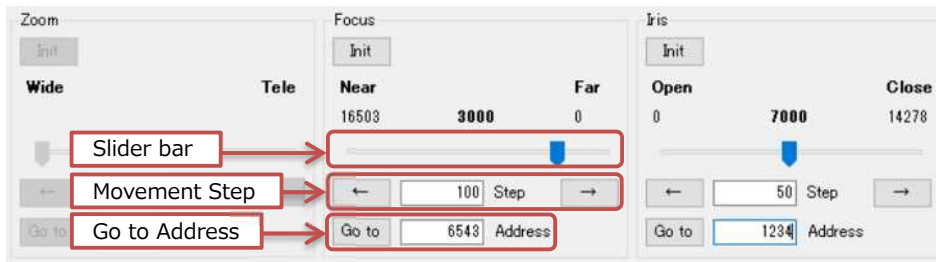 Zoom
Init
Wide Tele
Slider bar
Movement Step
←
Go to
Go to Address
Focus
Init
Near Far
16503 3000 0
← 100 Step →
Go to 6543 Address
Iris
Init
Open Close
0 7000 14278
← 50 Step →
Go to 1234 Address